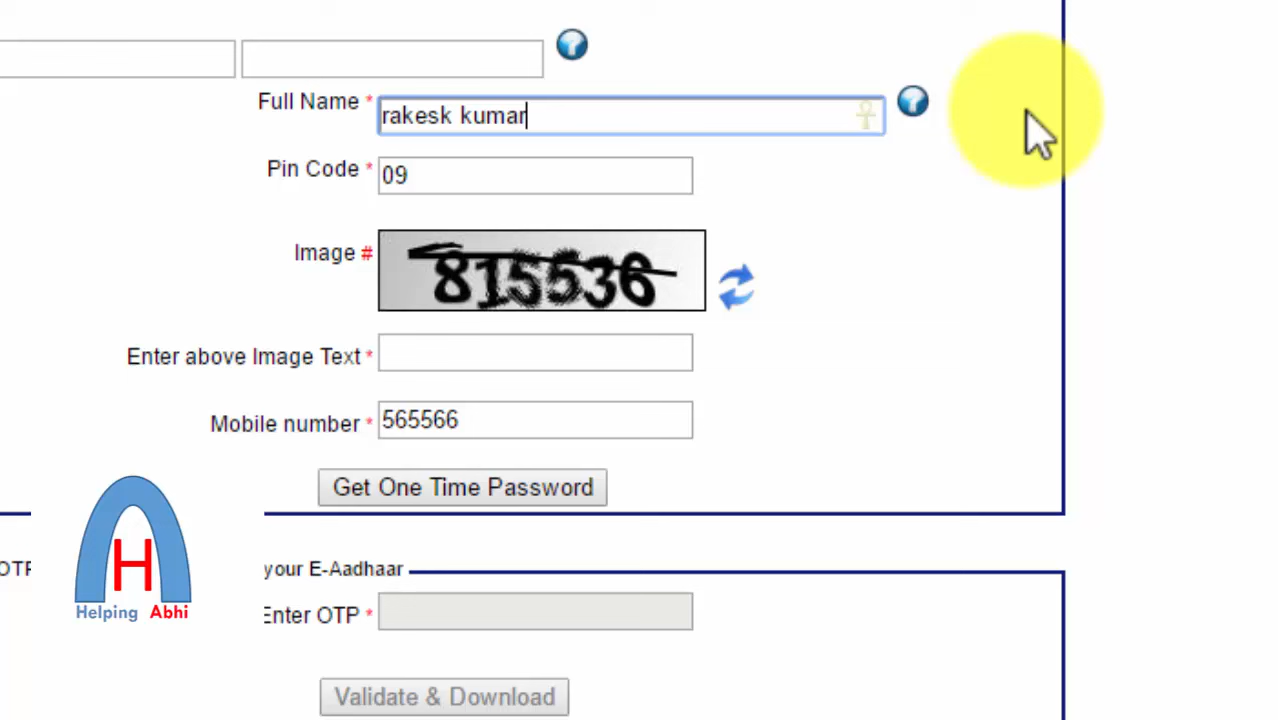 Full Name *
rakesk kumar
Pin Code *
09
Image #
815536
Enter above Image Text *
Mobile number *
565566
Get One Time Password
OTP
your E-Aadhaar
H
Helping Abhi
Enter OTP *
Validate & Download